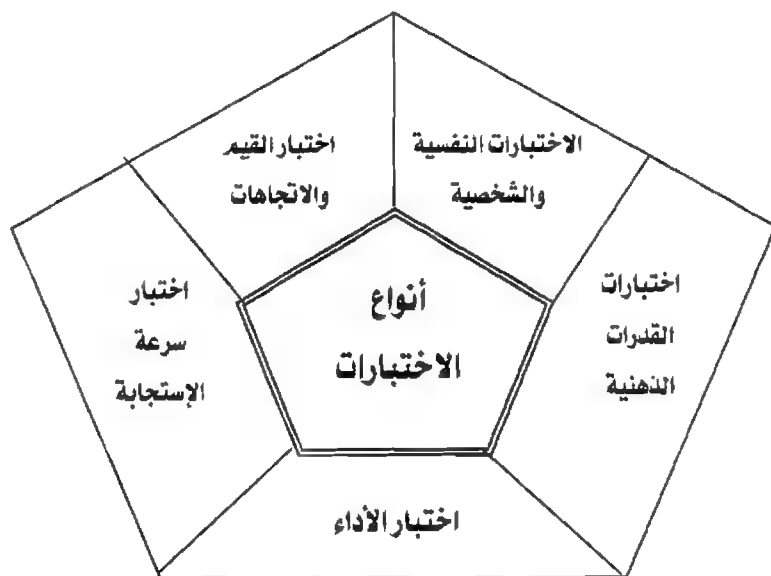 أنواع
الاختبارات
الاختبارات النفسية
والشخصية
اختبارات
القدرات
الذهنية
اختبار الأداء
اختبار
سرعة
الإستجابة
اختبار القيم
والاتجاهات